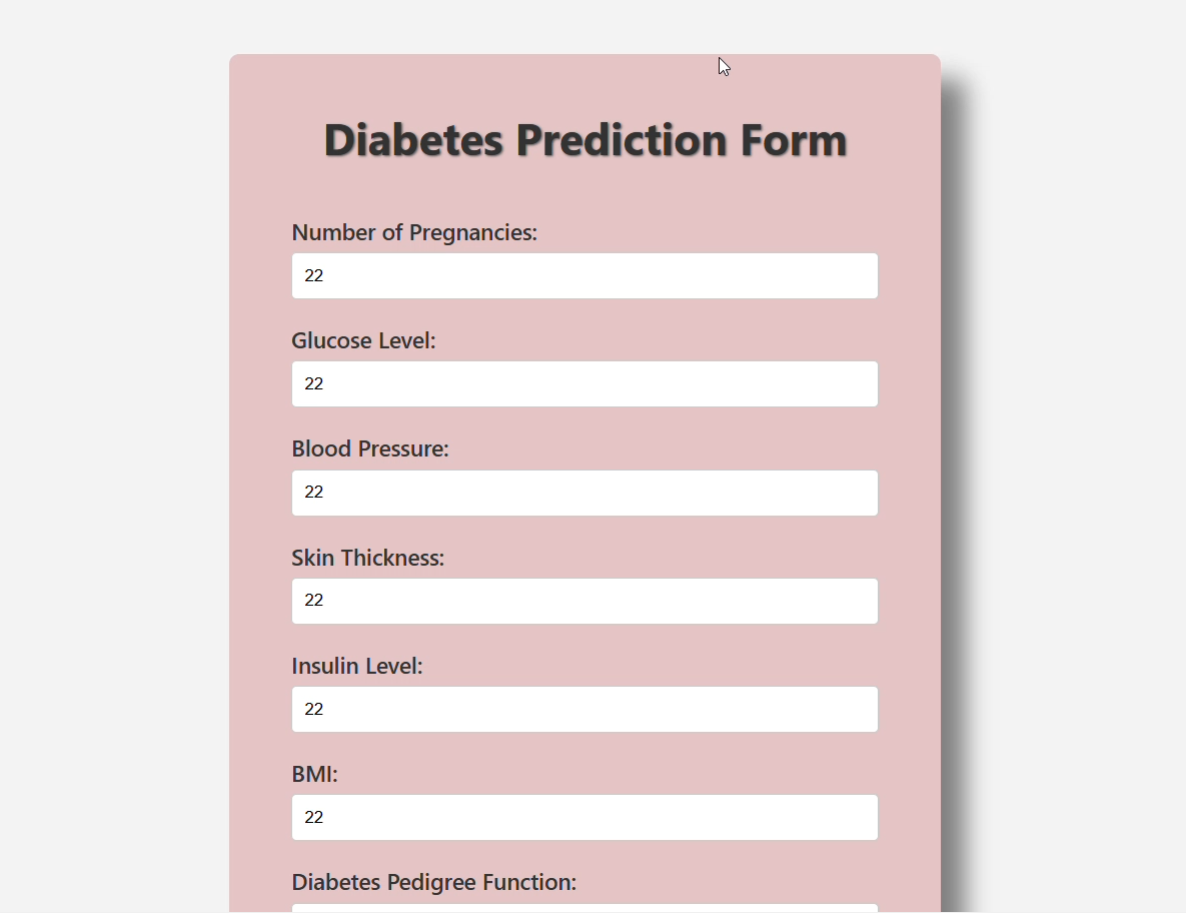 Diabetes Prediction Form
Number of Pregnancies:
22
Glucose Level:
22
Blood Pressure:
22
Skin Thickness:
22
Insulin Level:
22
BMI:
22
Diabetes Pedigree Function: